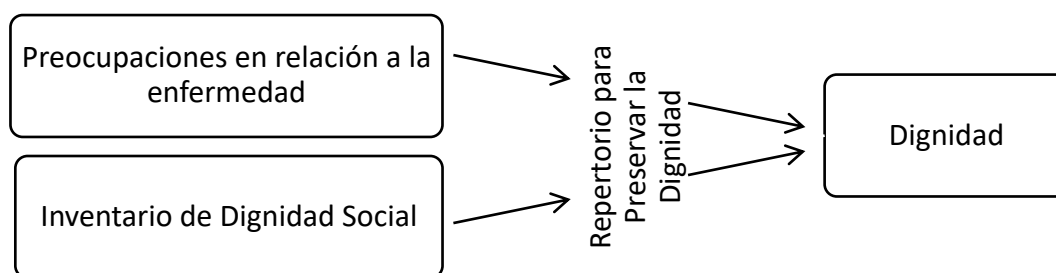 Preocupaciones en relación a la
enfermedad
Inventario de Dignidad Social
Repertorio para
Preservar la
Dignidad
Dignidad